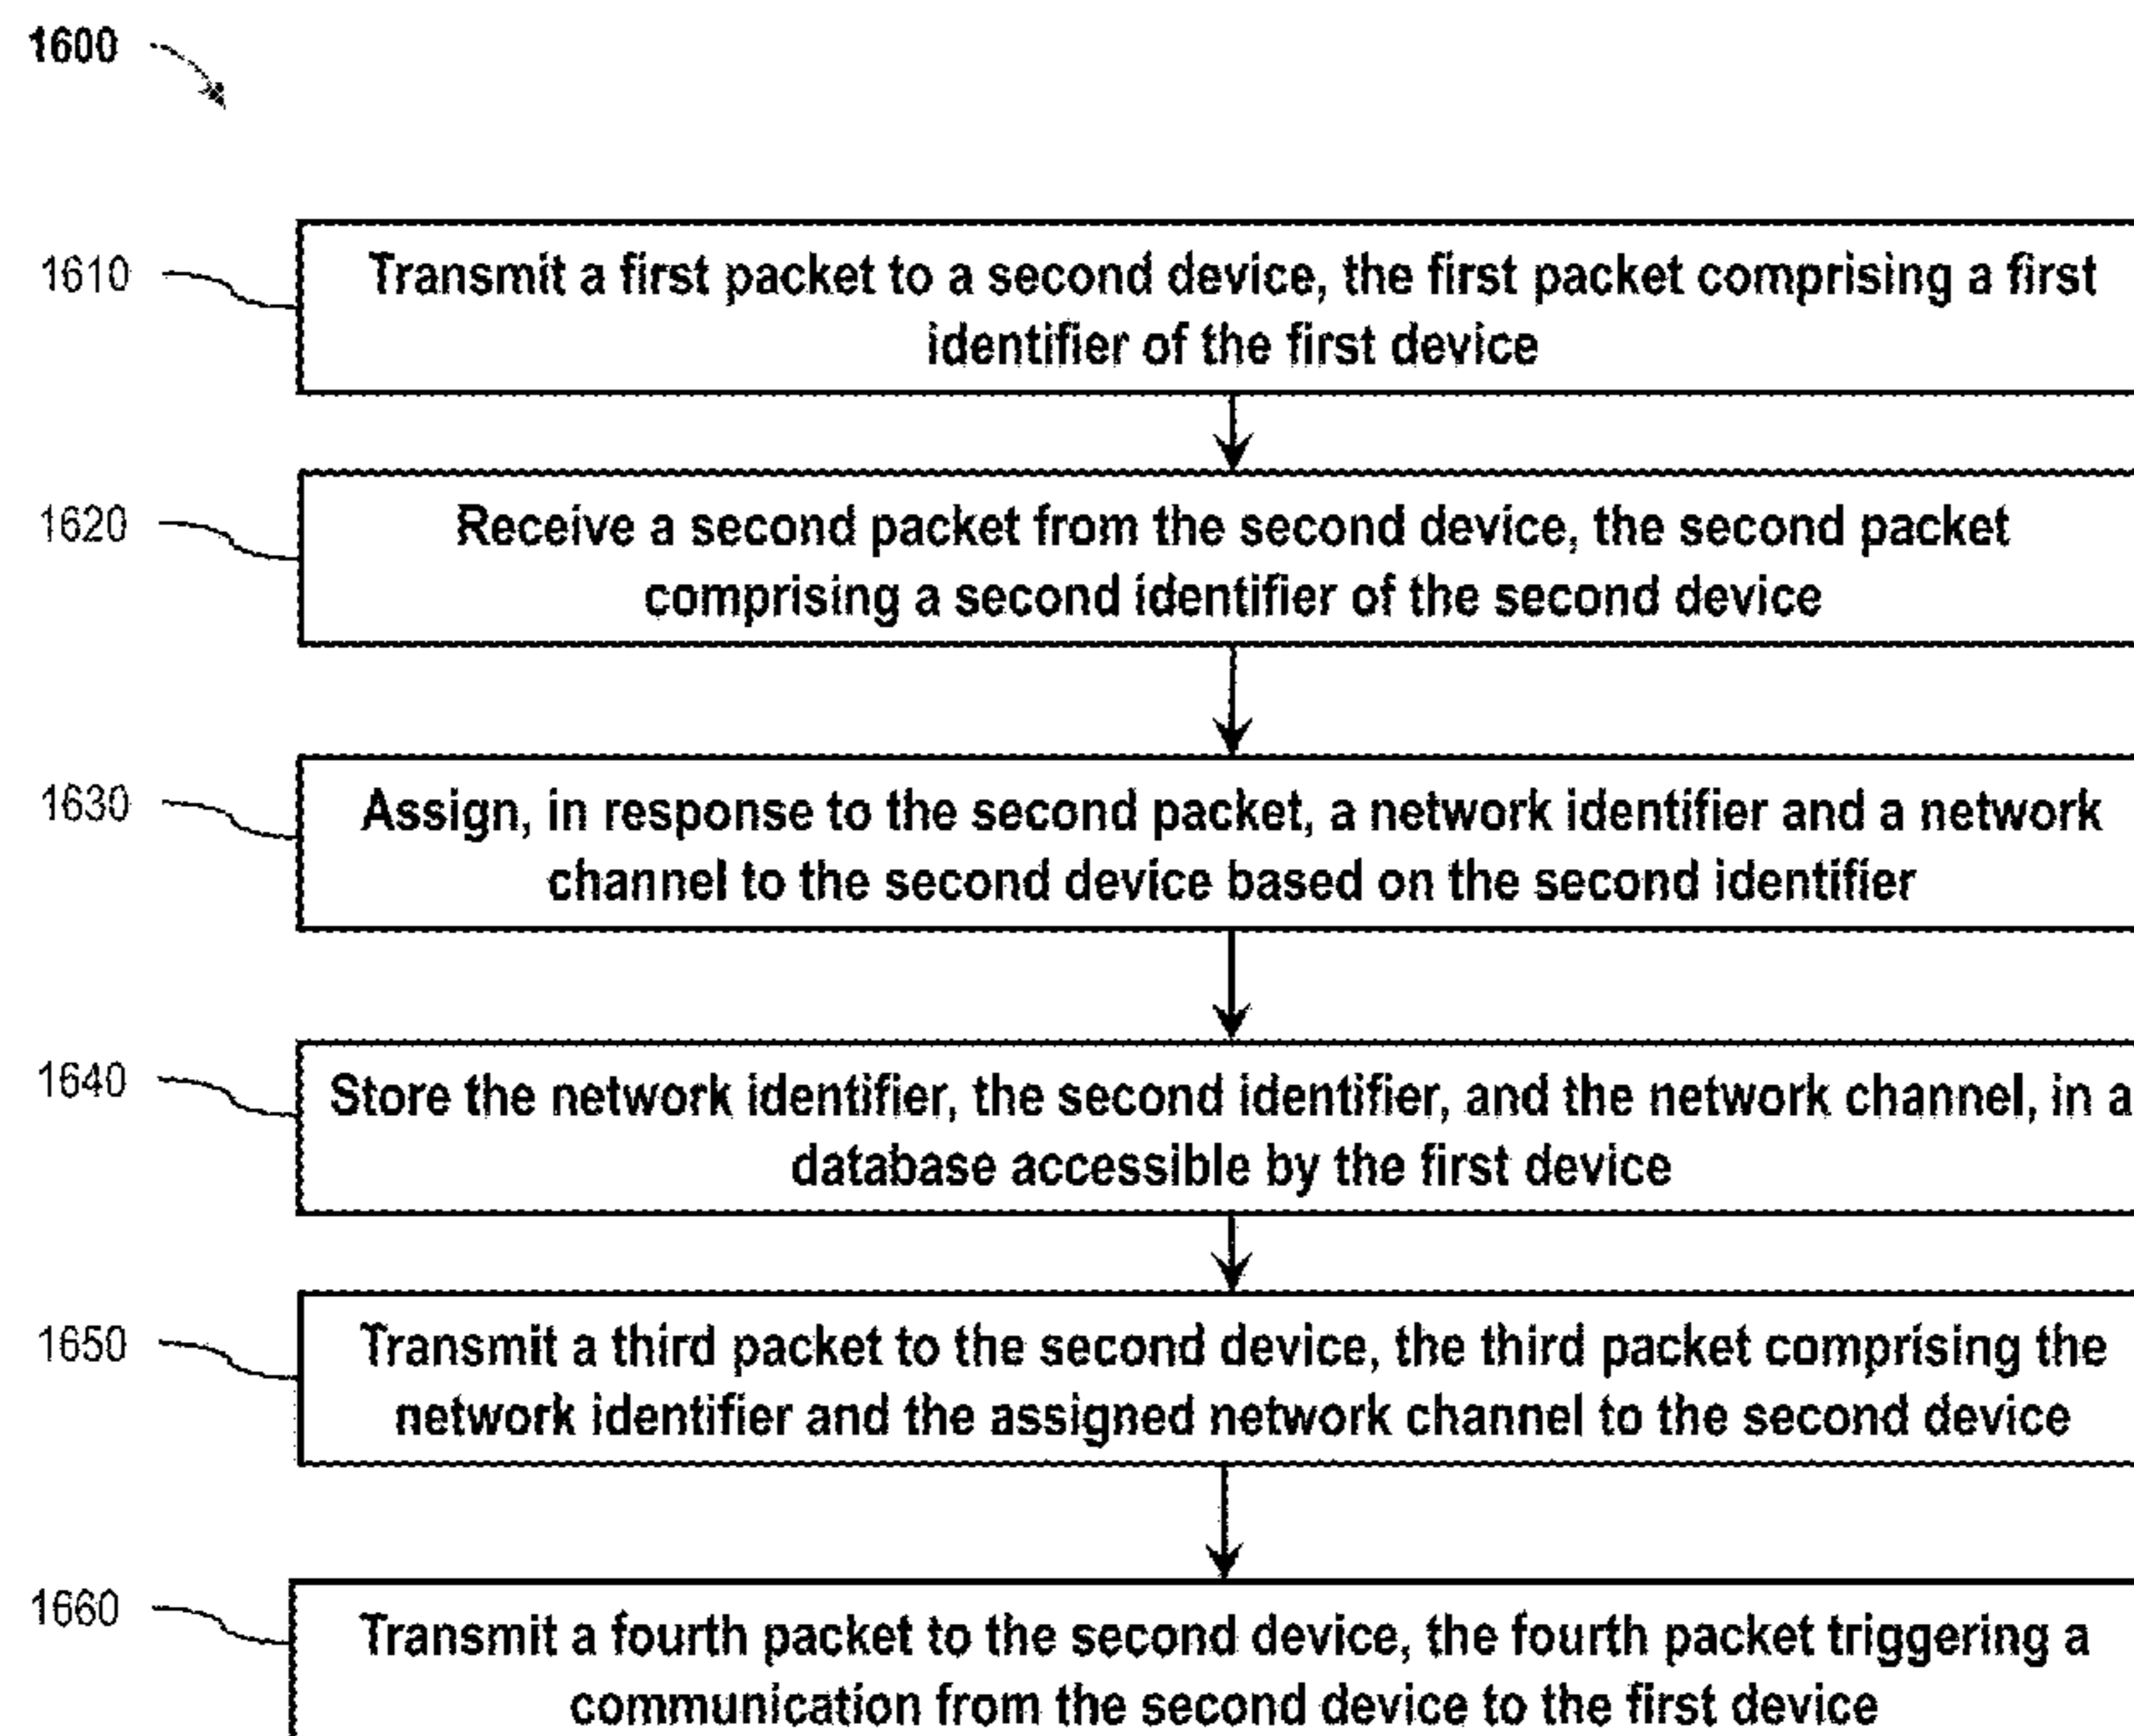 1600
1610
Transmit a first packet to a second device, the first packet comprising a first
identifier of the first device
1620
Receive a second packet from the second device, the second packet
comprising a second identifier of the second device
1630
Assign, in response to the second packet, a network identifier and a network
channel to the second device based on the second identifier
1640
Store the network identifier, the second identifier, and the network channel, in a
database accessible by the first device
1650
Transmit a third packet to the second device, the third packet comprising the
network identifier and the assigned network channel to the second device
1660
Transmit a fourth packet to the second device, the fourth packet triggering a
communication from the second device to the first device